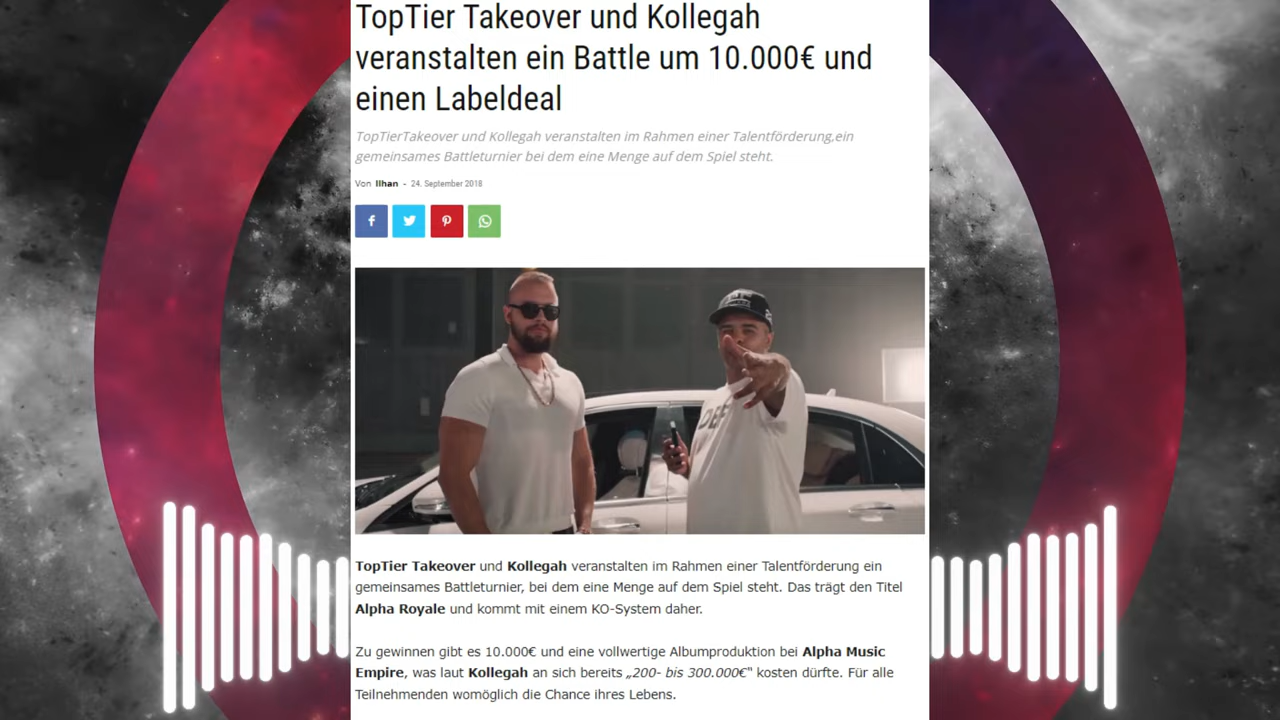 TopTier Takeover und Kollegah
veranstalten ein Battle um 10.000€ und
einen Labeldeal
TopTierTakeover und Kollegah veranstalten im Rahmen einer Talentförderung,ein
gemeinsames Battleturnier bei dem eine Menge auf dem Spiel steht.
Von Ilhan - 24. September 2018
TopTier Takeover und Kollegah veranstalten im Rahmen einer Talentförderung ein
gemeinsames Battleturnier, bei dem eine Menge auf dem Spiel steht. Das trägt den Titel
Alpha Royale und kommt mit einem KO-System daher.
Zu gewinnen gibt es 10.000€ und eine vollwertige Albumproduktion bei Alpha Music
Empire, was laut Kollegah an sich bereits „200- bis 300.000€" kosten dürfte. Für alle
Teilnehmenden womöglich die Chance ihres Lebens.